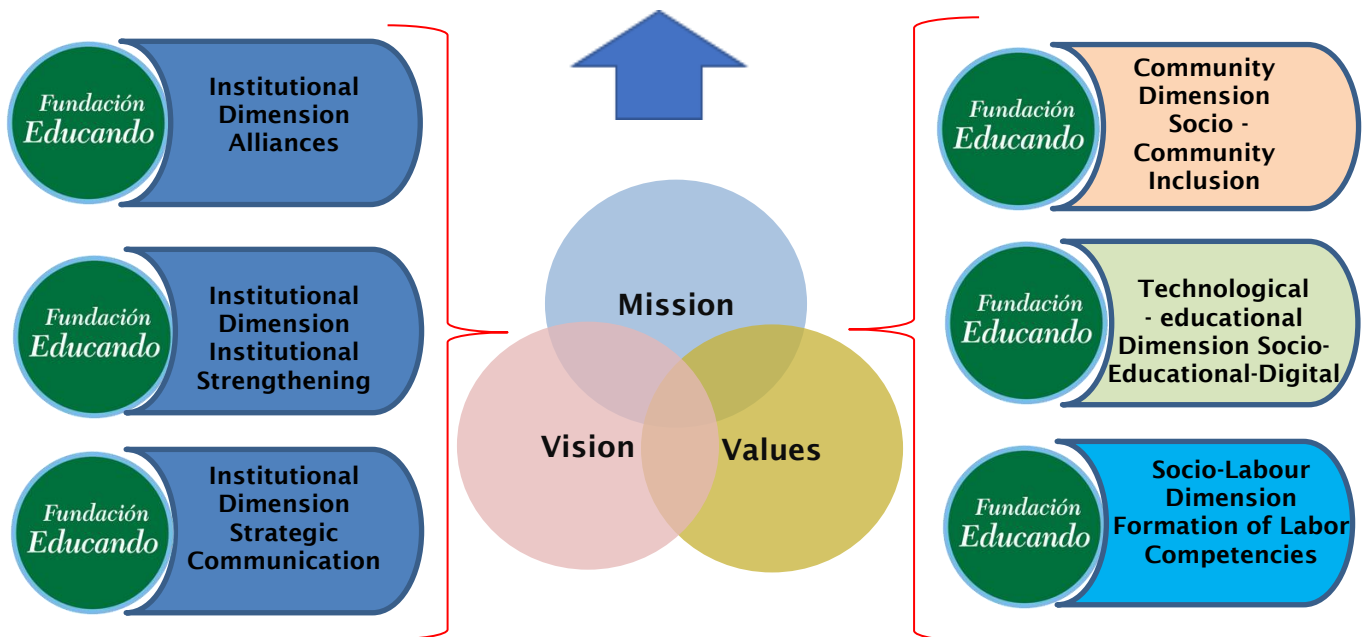 Fundación
Educando
Institutional
Dimension
Alliances
Fundación
Educando
Institutional
Dimension
Institutional
Strengthening
Fundación
Educando
Institutional
Dimension
Strategic
Communication
Mission
Vision
Values
Fundación
Educando
Community
Dimension
Socio -
Community
Inclusion
Fundación
Educando
Technological
- educational
Dimension Socio-
Educational-Digital
Fundación
Educando
Socio-Labour
Dimension
Formation of Labor
Competencies